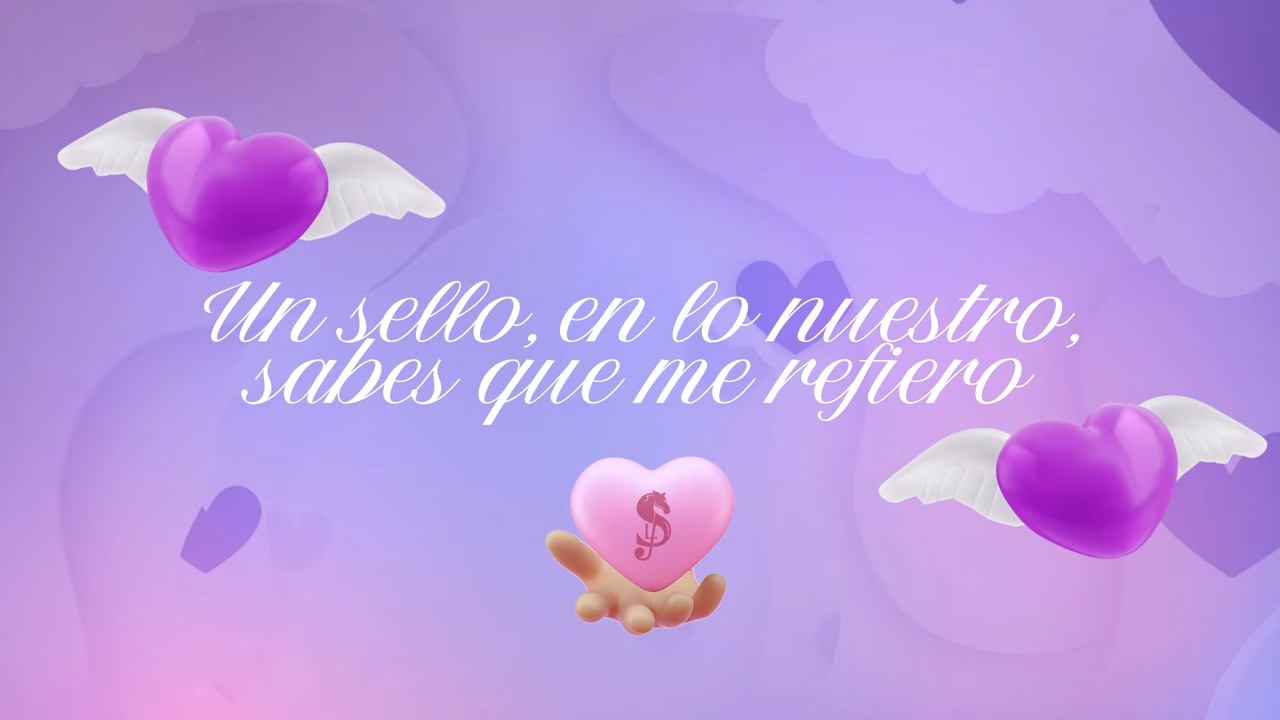 Un sello, en lo nuestro,
sabes que me refiero